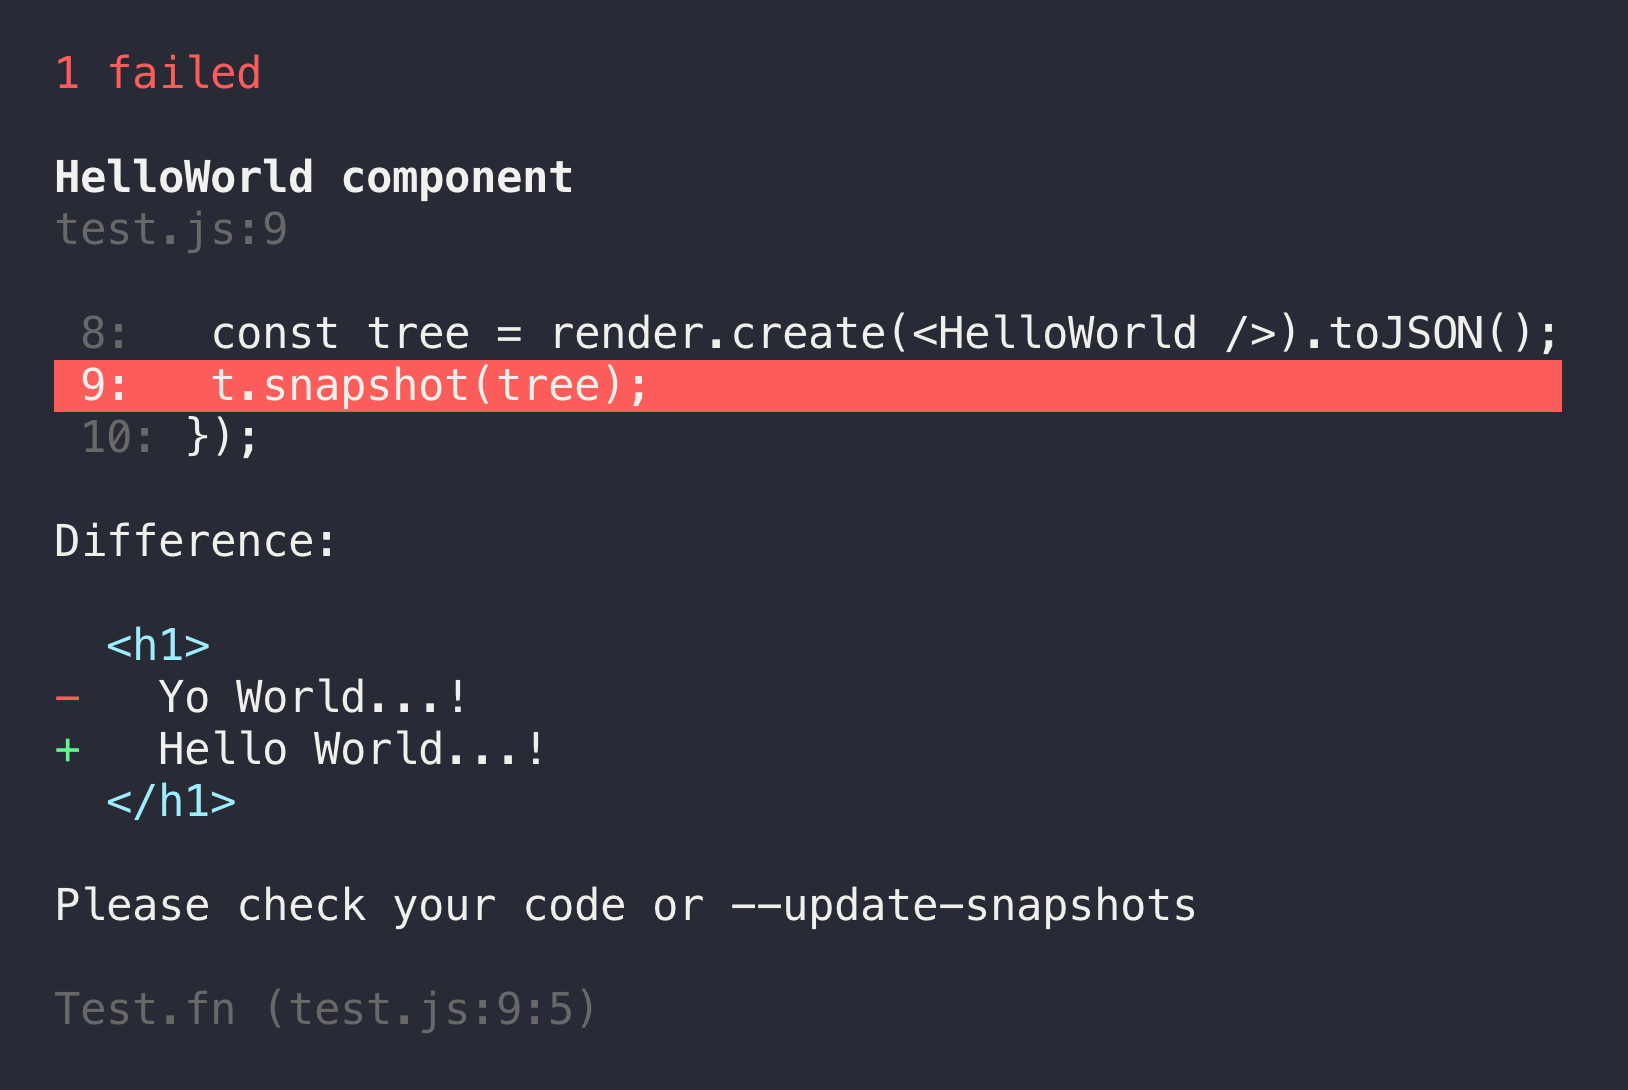 1 failed
HelloWorld component
test.js:9
8:   const tree = render.create(<HelloWorld />).toJSON();
9:   t.snapshot(tree);
10: });
Difference:
<h1>
-   Yo World...!
+   Hello World...!
</h1>
Please check your code or --update-snapshots
Test.fn (test.js:9:5)